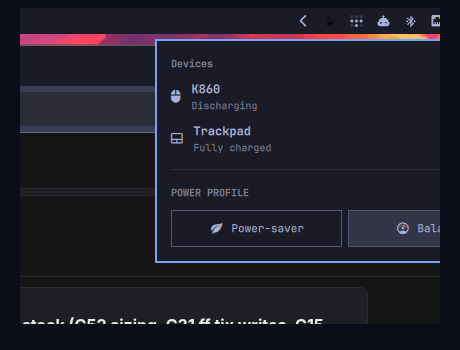 Devices
K860
Discharging
Trackpad
Fully charged
POWER PROFILE
Power-saver